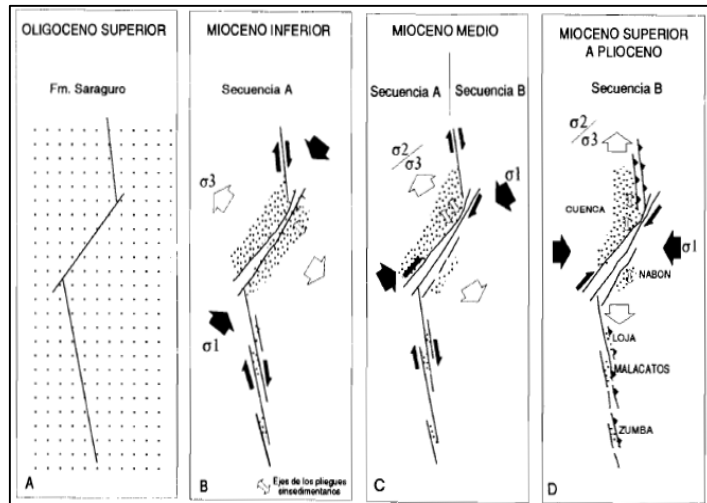 OLIGOCENO SUPERIOR
Fm. Saraguro
A
MIOCENO INFERIOR
Secuencia A
σ3
σ1
B
Ejes de los pliegues
sinsedimentarios
MIOCENO MEDIO
Secuencia A
Secuencia B
σ2
σ3
σ1
C
MIOCENO SUPERIOR
A PLIOCENO
Secuencia B
σ2
σ3
CUENCA
σ1
NABON
LOJA
MALACATOS
ZUMBA
D